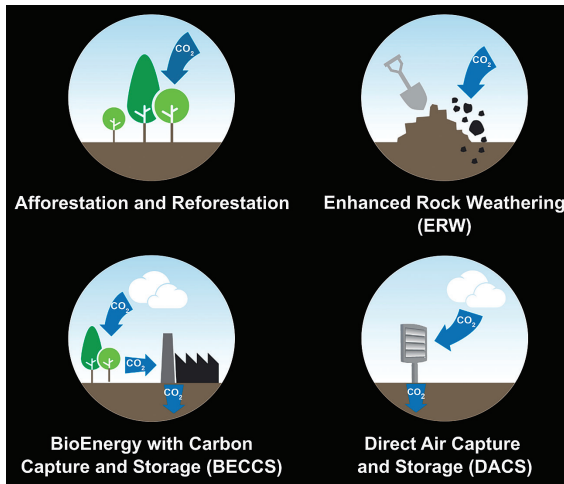 CO2
CO2
Afforestation and Reforestation
Enhanced Rock Weathering
(ERW)
CO2
CO2
CO2
CO2
CO2
BioEnergy with Carbon
Capture and Storage (BECCS)
Direct Air Capture
and Storage (DACS)